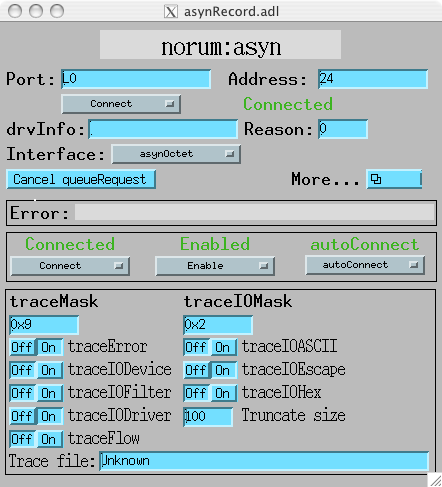 asynRecord.adl
norum:asyn
Port: L0 Address: 24
Connect Connected
drvInfo: Reason: 0
Interface: asynOctet
Cancel queueRequest More...
Error:
Connected Enabled autoConnect
Connect Enable autoConnect
traceMask traceIOMask
0x9 0x2
Off On traceError Off On traceIOASCII
Off On traceIODevice Off On traceIOEscape
Off On traceIOFilter Off On traceIOHex
Off On traceIODriver 100 Truncate size
Off On traceFlow
Trace file: Unknown